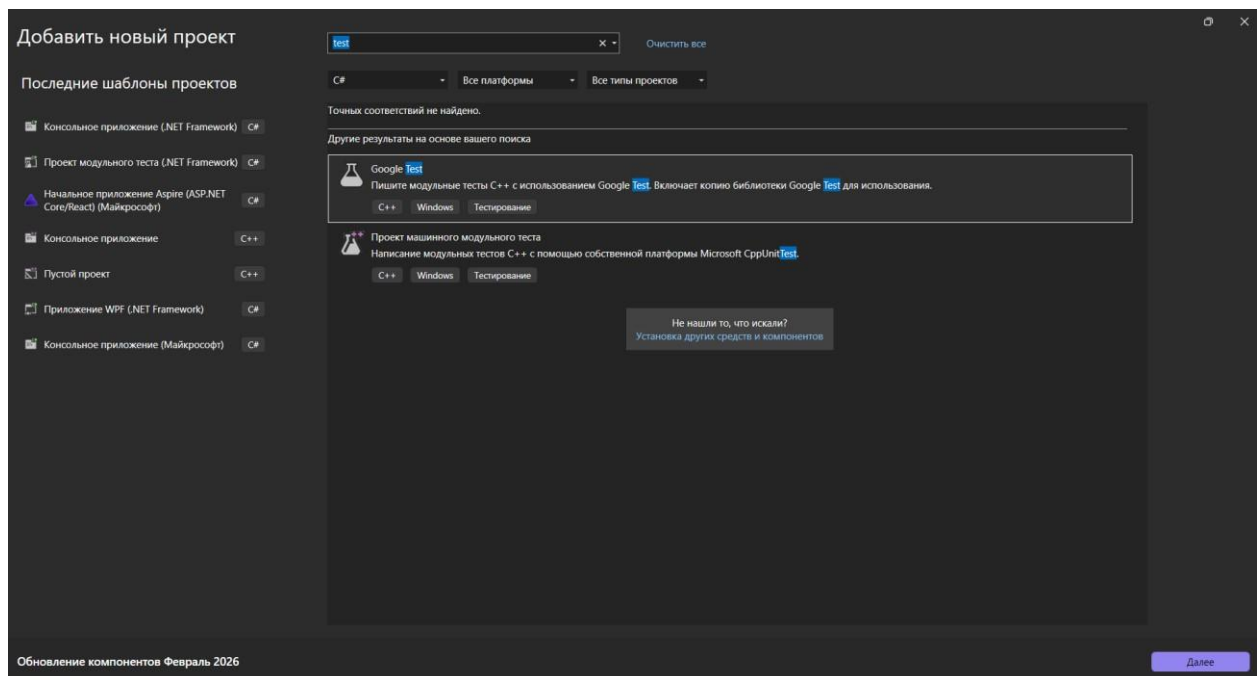 Добавить новый проект
Последние шаблоны проектов
Консольное приложение (.NET Framework) C#
Проект модульного теста (.NET Framework) C#
Начальное приложение Aspire (ASP.NET
Core/React) (Майкрософт) C#
Консольное приложение C++
Пустой проект C++
Приложение WPF (.NET Framework) C#
Консольное приложение (Майкрософт) C#
test
Очистить все
C# Все платформы Все типы проектов
Точных соответствий не найдено.
Другие результаты на основе вашего поиска
Google Test
Пишите модульные тесты C++ с использованием Google Test. Включает копию библиотеки Google Test для использования.
C++ Windows Тестирование
Проект машинного модульного теста
Написание модульных тестов C++ с помощью собственной платформы Microsoft CppUnitTest.
C++ Windows Тестирование
Не нашли то, что искали?
Установка других средств и компонентов
Обновление компонентов Февраль 2026
Далее